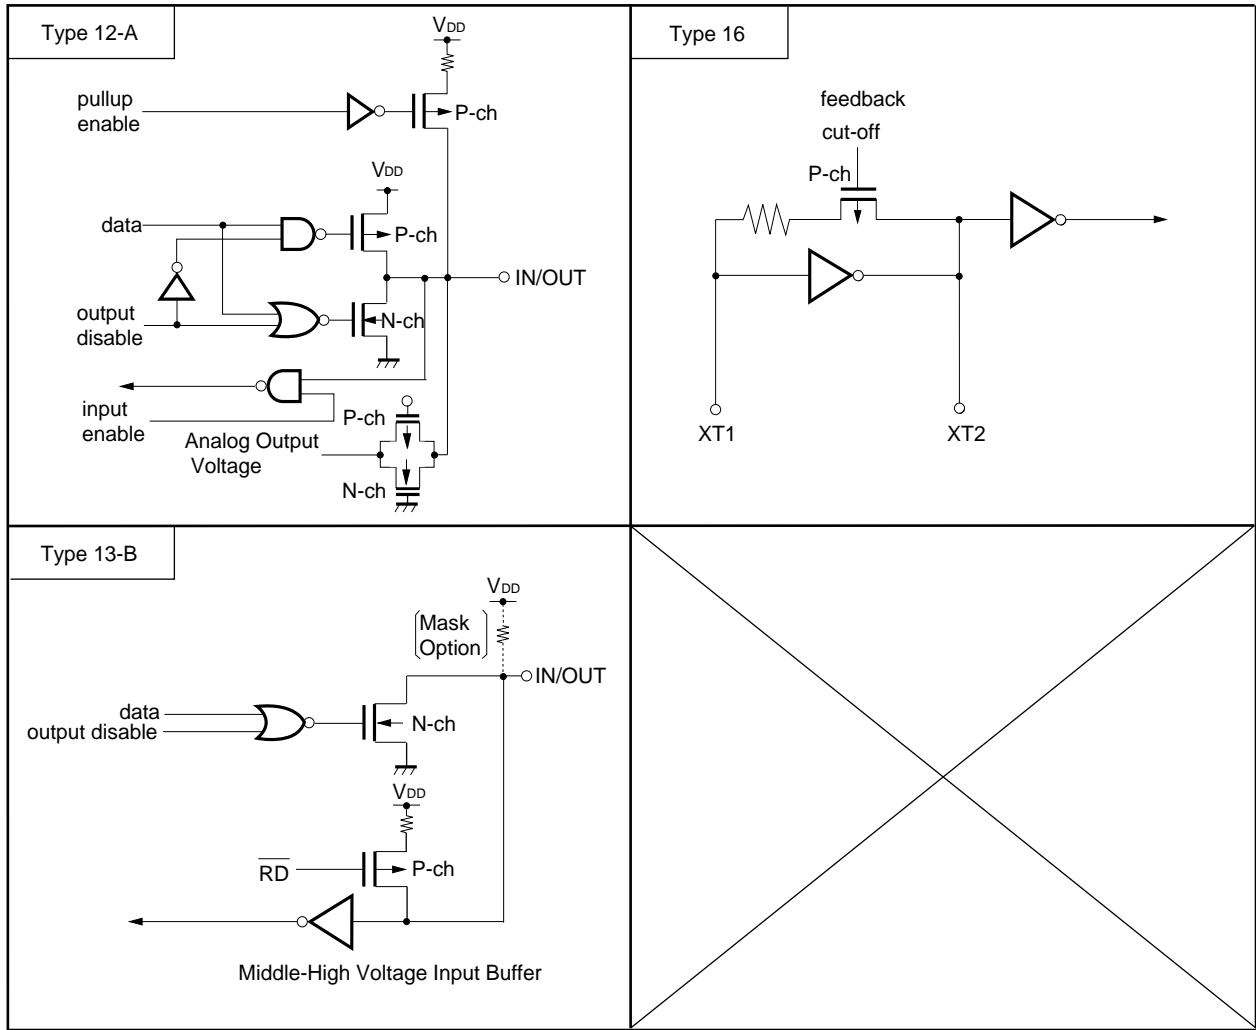 Type 12-A
VDD
pullup
enable
P-ch
VDD
data
P-ch
IN/OUT
output
disable
N-ch
input
enable
P-ch
Analog Output
Voltage
N-ch
Type 16
feedback
cut-off
P-ch
XT1
XT2
Type 13-B
VDD
Mask
Option
IN/OUT
data
output disable
N-ch
VDD
RD
P-ch
Middle-High Voltage Input Buffer